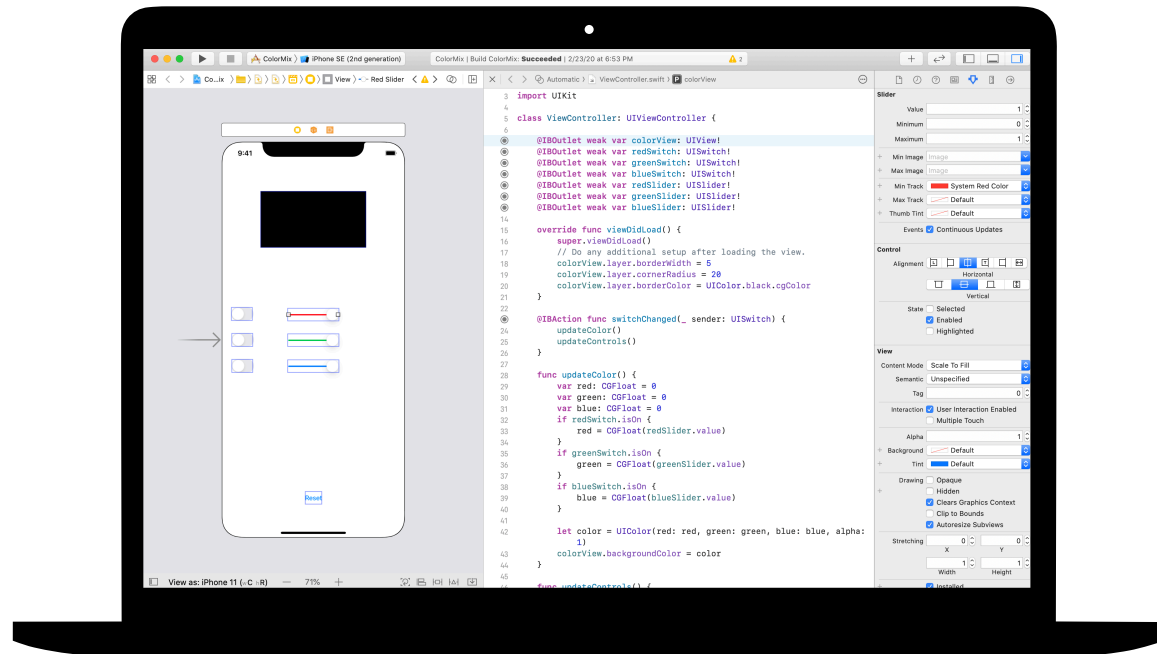 ColorMix 〉 iPhone SE (2nd generation)
ColorMix | Build ColorMix: Succeeded | 2/23/20 at 6:53 PM
2
Co...ix
View
Red Slider
Automatic 〉 ViewController.swift 〉 P colorView
9:41
Reset
View as: iPhone 11 (wC hR)
71%
3 import UIKit
4
5 class ViewController: UIViewController {
6
@IBOutlet weak var colorView: UIView!
@IBOutlet weak var redSwitch: UISwitch!
@IBOutlet weak var greenSwitch: UISwitch!
@IBOutlet weak var blueSwitch: UISwitch!
@IBOutlet weak var redSlider: UISlider!
@IBOutlet weak var greenSlider: UISlider!
@IBOutlet weak var blueSlider: UISlider!
14
15 override func viewDidLoad() {
16 super.viewDidLoad()
17 // Do any additional setup after loading the view.
18 colorView.layer.borderWidth = 5
19 colorView.layer.cornerRadius = 20
20 colorView.layer.borderColor = UIColor.black.cgColor
21 }
22
@IBAction func switchChanged(_ sender: UISwitch) {
24 updateColor()
25 updateControls()
26 }
27
28 func updateColor() {
29 var red: CGFloat = 0
30 var green: CGFloat = 0
31 var blue: CGFloat = 0
32 if redSwitch.isOn {
33 red = CGFloat(redSlider.value)
34 }
35 if greenSwitch.isOn {
36 green = CGFloat(greenSlider.value)
37 }
38 if blueSwitch.isOn {
39 blue = CGFloat(blueSlider.value)
40 }
41
42 let color = UIColor(red: red, green: green, blue: blue, alpha:
1)
43 colorView.backgroundColor = color
44 }
45
func updateControls() {
Slider
Value 1
Minimum 0
Maximum 1
Min Image Image
Max Image Image
Min Track System Red Color
Max Track Default
Thumb Tint Default
Events Continuous Updates
Control
Alignment
Horizontal
Vertical
State Selected
Enabled
Highlighted
View
Content Mode Scale To Fill
Semantic Unspecified
Tag 0
Interaction User Interaction Enabled
Multiple Touch
Alpha 1
Background Default
Tint Default
Drawing Opaque
Hidden
Clears Graphics Context
Clip to Bounds
Autoresize Subviews
Stretching 0 0
X Y
1 1
Width Height
Installed